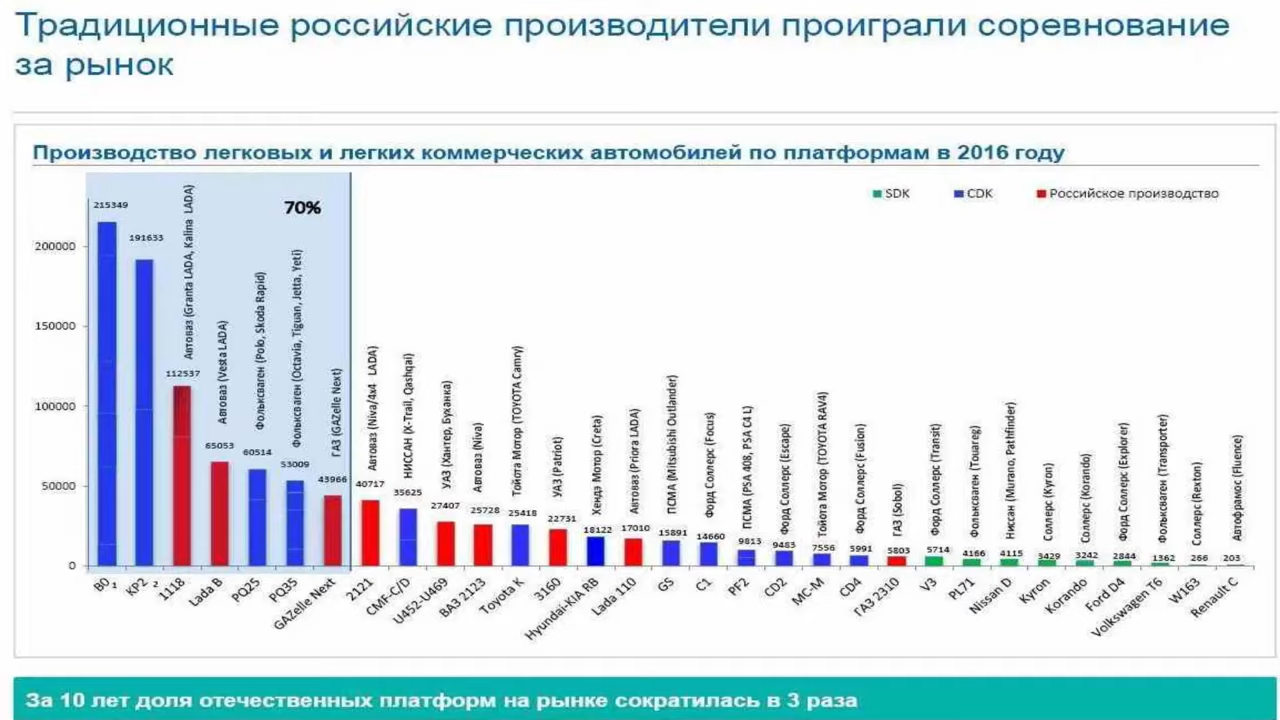 Традиционные российские производители проиграли соревнование
за рынок
Производство легковых и легких коммерческих автомобилей по платформам в 2016 году
SDK
CDK
Российское производство
70%
200000
150000
100000
50000
0
215349
191633
112537
65053
60514
53009
43966
40717
35625
27407
25728
25418
22731
18122
17010
15891
14660
9813
9483
7556
5991
5803
5714
4166
4115
3429
3242
2844
1362
266
203
Автоваз (Granta LADA, Kalina LADA)
Автоваз (Vesta LADA)
Фольксваген (Polo, Skoda Rapid)
Фольксваген (Octavia, Tiguan, Jetta, Yeti)
ГАЗ (GAZelle Next)
Автоваз (Niva/4x4 LADA)
НИССАН (X-Trail, Qashqai)
УАЗ (Хантер, Буханка)
Автоваз (Niva)
Тойота Мотор (TOYOTA Camry)
УАЗ (Patriot)
Хендэ Мотор (Creta)
Автоваз (Priora LADA)
ПСМА (Mitsubishi Outlander)
Форд Соллерс (Focus)
ПСМА (PSA 408, PSA C4 L)
Форд Соллерс (Escape)
Тойота Мотор (TOYOTA RAV4)
Форд Соллерс (Fusion)
ГАЗ (Sobol)
Форд Соллерс (Transit)
Фольксваген (Touareg)
Ниссан (Murano, Pathfinder)
Соллерс (Kyron)
Соллерс (Korando)
Форд Соллерс (Explorer)
Фольксваген (Transporter)
Соллерс (Rexton)
Автофрамос (Fluence)
B0 1
KP2 2
1118
Lada B
PQ25
PQ35
GAZelle Next
2121
CMF-C/D
U452-U469
ВАЗ 2123
Toyota K
3160
Hyundai-KIA RB
Lada 110
GS
C1
PF2
CD2
MC-M
CD4
ГАЗ 2310
V3
PL71
Nissan D
Kyron
Korando
Ford D4
Volkswagen T6
W163
Renault C
За 10 лет доля отечественных платформ на рынке сократилась в 3 раза